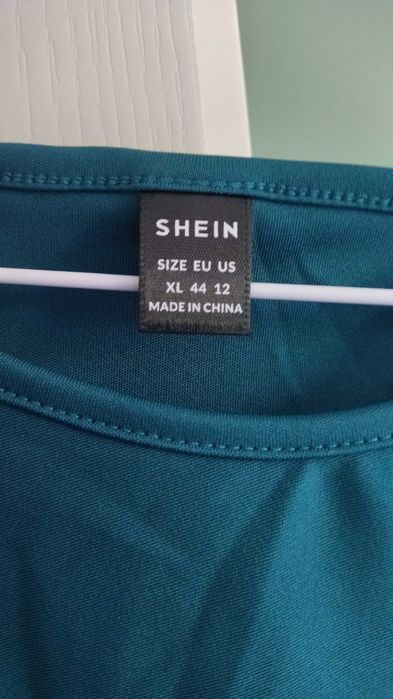 SHEIN
SIZE EU US
XL 44 12
MADE IN CHINA